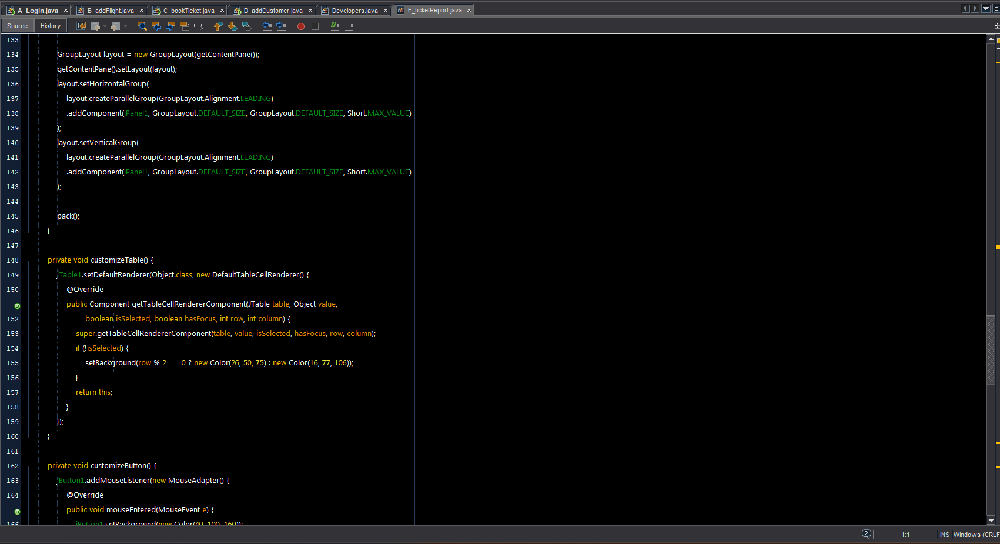 A_Login.java × B_addFlight.java × C_bookTicket.java × D_addCustomer.java × Developers.java × E_ticketReport.java ×
Source History
133
134 GroupLayout layout = new GroupLayout(getContentPane());
135 getContentPane().setLayout(layout);
136 layout.setHorizontalGroup(
137 layout.createParallelGroup(GroupLayout.Alignment.LEADING)
138 .addComponent(jPanel1, GroupLayout.DEFAULT_SIZE, GroupLayout.DEFAULT_SIZE, Short.MAX_VALUE)
139 );
140 layout.setVerticalGroup(
141 layout.createParallelGroup(GroupLayout.Alignment.LEADING)
142 .addComponent(jPanel1, GroupLayout.DEFAULT_SIZE, GroupLayout.DEFAULT_SIZE, Short.MAX_VALUE)
143 );
144
145 pack();
146 }
147
148 private void customizeTable() {
149 jTable1.setDefaultRenderer(Object.class, new DefaultTableCellRenderer() {
150 @Override
public Component getTableCellRendererComponent(JTable table, Object value,
152 boolean isSelected, boolean hasFocus, int row, int column) {
153 super.getTableCellRendererComponent(table, value, isSelected, hasFocus, row, column);
154 if (!isSelected) {
155 setBackground(row % 2 == 0 ? new Color(26, 50, 75) : new Color(16, 77, 106));
156 }
157 return this;
158 }
159 });
160 }
161
162 private void customizeButton() {
163 jButton1.addMouseListener(new MouseAdapter() {
164 @Override
public void mouseEntered(MouseEvent e) {
166 jButton1.setBackground(new Color(40, 100, 160));
2 1:1 INS Windows (CRLF